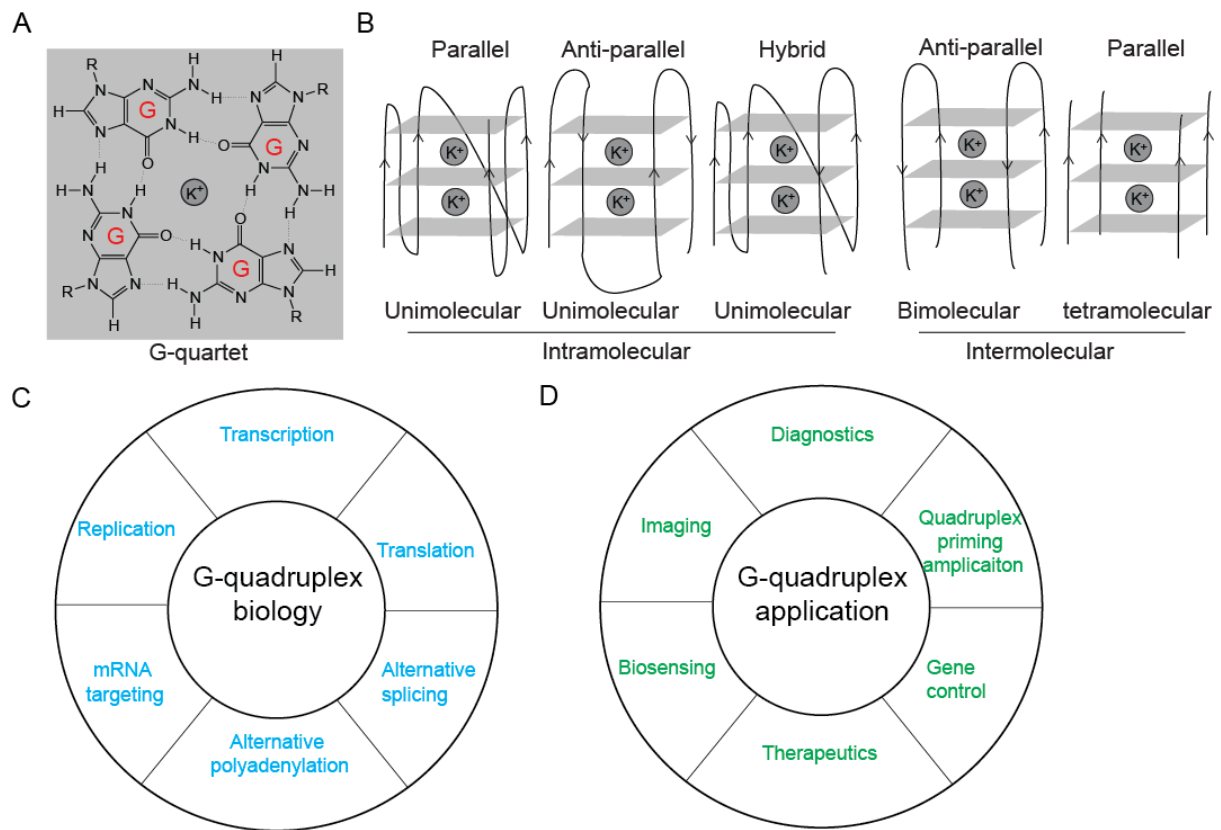 A
R
N
N
H
N
N
H
O
G
N
H
H
N
N
R
O
G
N
N
H
N
H
H
K⁺
H
N
H
N
N
G
O
N
R
N
H
H
O
H
N
G
N
H
N
H
N
N
R
H
G-quartet
B
Parallel
Anti-parallel
Hybrid
Anti-parallel
Parallel
K⁺
K⁺
K⁺
K⁺
K⁺
K⁺
K⁺
K⁺
K⁺
K⁺
Unimolecular
Unimolecular
Unimolecular
Bimolecular
tetramolecular
Intramolecular
Intermolecular
C
Transcription
Replication
Translation
G-quadruplex
biology
mRNA
targeting
Alternative
splicing
Alternative
polyadenylation
D
Diagnostics
Imaging
Quadruplex
priming
amplicaiton
G-quadruplex
application
Biosensing
Gene
control
Therapeutics